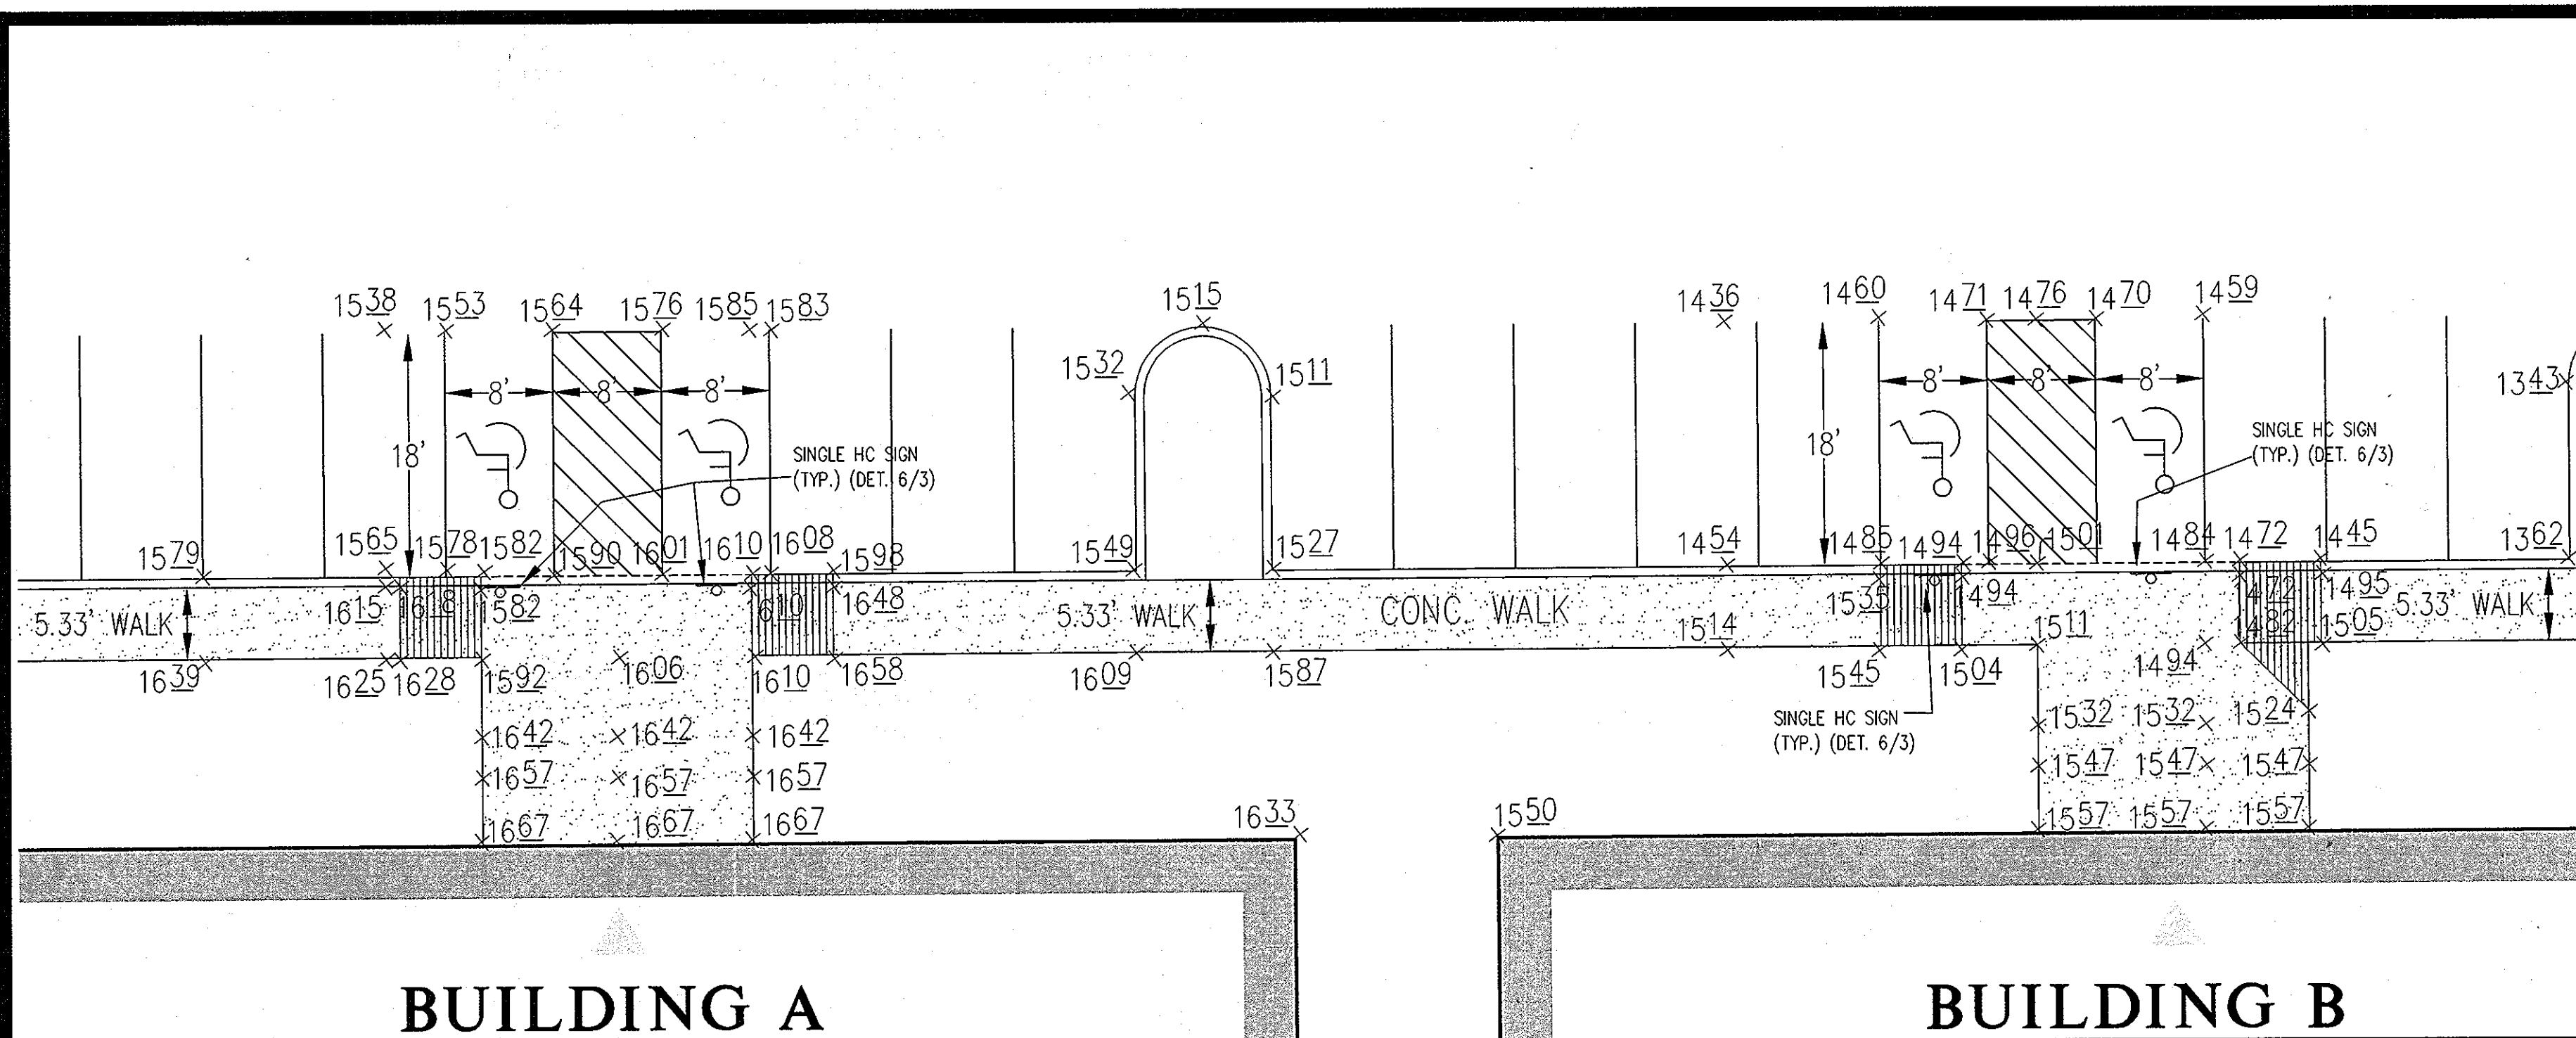 1538 1553 1564 1576 1585 1583 1515 1436 1460 1471 1476 1470 1459
1532 1511 1343
8' 8' 8' 8' 8' 8'
18' 18'
SINGLE HC SIGN
(TYP.) (DET. 6/3)
SINGLE HC SIGN
(TYP.) (DET. 6/3)
1579 1565 1578 1582 1590 1601 1610 1608 1598 1549 1527 1454 1485 1494 1496 1501 1484 1472 1445 1362
1615 1618 1582 1610 1648 1535 1494 1472 1495
5.33' WALK 5.33' WALK CONC. WALK 5.33' WALK
1514 1511 1482 1505
1639 1625 1628 1592 1606 1610 1658 1609 1587 1545 1504 1494
SINGLE HC SIGN
(TYP.) (DET. 6/3)
1642 1642 1642 1532 1532 1524
1657 1657 1657 1547 1547 1547
1667 1667 1667 1633 1550 1557 1557 1557
BUILDING A BUILDING B